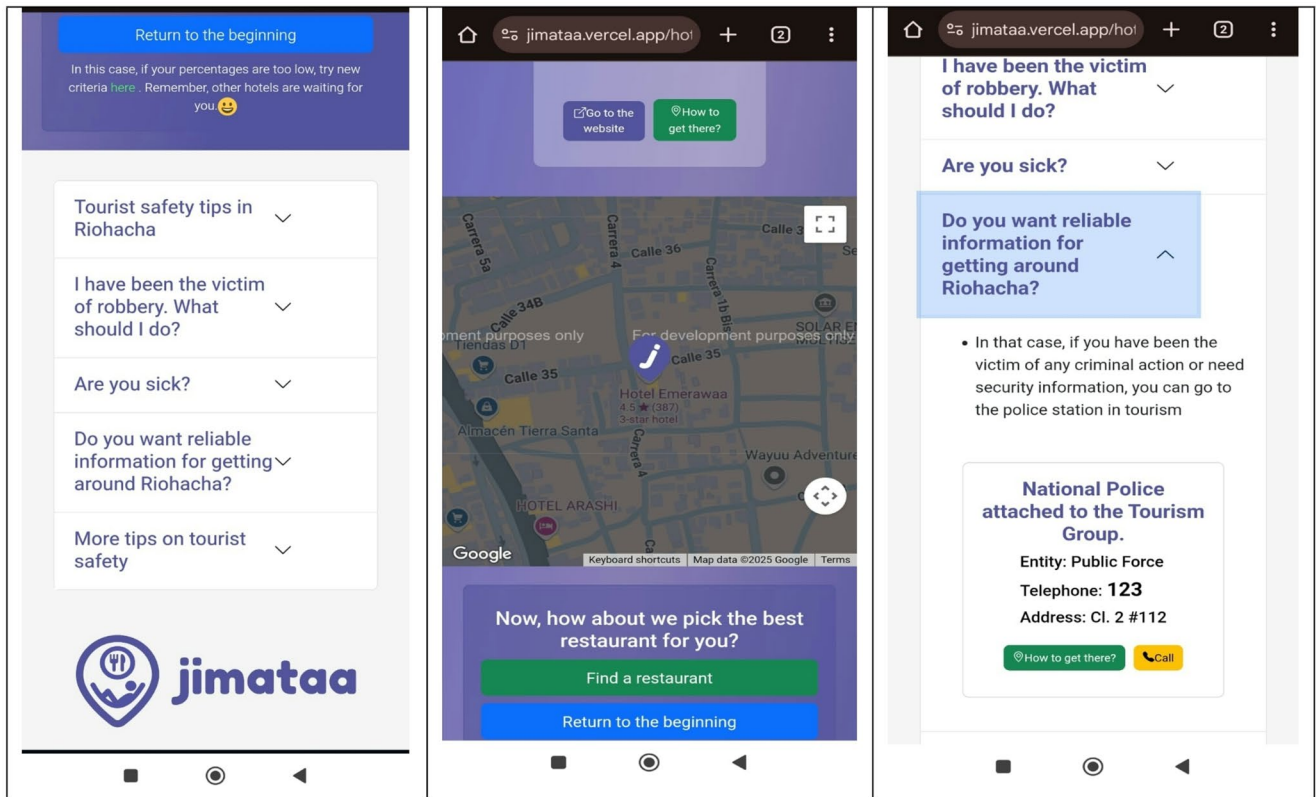 Return to the beginning
In this case, if your percentages are too low, try new
criteria here . Remember, other hotels are waiting for
you.
Tourist safety tips in
Riohacha
I have been the victim
of robbery. What
should I do?
Are you sick?
Do you want reliable
information for getting
around Riohacha?
More tips on tourist
safety
jimataa
jimataa.vercel.app/hot
2
Go to the
website
How to
get there?
Carrera 5a
Carrera 4
Calle 3
Calle 36
Carrera 1b Bis
Calle 34B
SOLAR E
oment purposes only
For development purposes only
Tiendas D1
Calle 35
Calle 35
Hotel Emerawaa
4.5 ★ (387)
3-star hotel
Almacén Tierra Santa
Carrera 4
Wayuu Adventure
HOTEL ARASHI
Google
Keyboard shortcuts
Map data ©2025 Google
Terms
Now, how about we pick the best
restaurant for you?
Find a restaurant
Return to the beginning
jimataa.vercel.app/hot
2
I have been the victim
of robbery. What
should I do?
Are you sick?
Do you want reliable
information for
getting around
Riohacha?
• In that case, if you have been the
victim of any criminal action or need
security information, you can go to
the police station in tourism
National Police
attached to the Tourism
Group.
Entity: Public Force
Telephone: 123
Address: Cl. 2 #112
How to get there?
Call